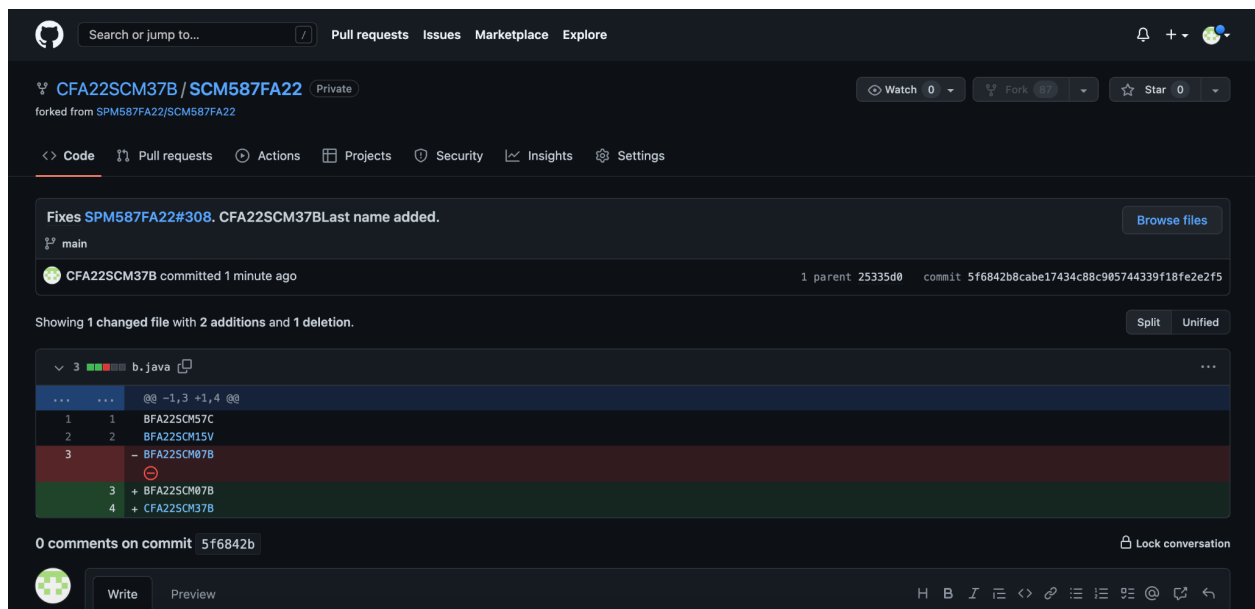 Search or jump to... / Pull requests Issues Marketplace Explore
CFA22SCM37B / SCM587FA22 Private Watch 0 Fork 87 Star 0
forked from SPM587FA22/SCM587FA22
<> Code Pull requests Actions Projects Security Insights Settings
Fixes SPM587FA22#308. CFA22SCM37BLast name added. Browse files
main
CFA22SCM37B committed 1 minute ago 1 parent 25335d0 commit 5f6842b8cabe17434c88c905744339f18fe2e2f5
Showing 1 changed file with 2 additions and 1 deletion. Split Unified
3 b.java ...
... ... @@ -1,3 +1,4 @@
1 1 BFA22SCM57C
2 2 BFA22SCM15V
3 - BFA22SCM07B
3 + BFA22SCM07B
4 + CFA22SCM37B
0 comments on commit 5f6842b Lock conversation
Write Preview H B I <> @